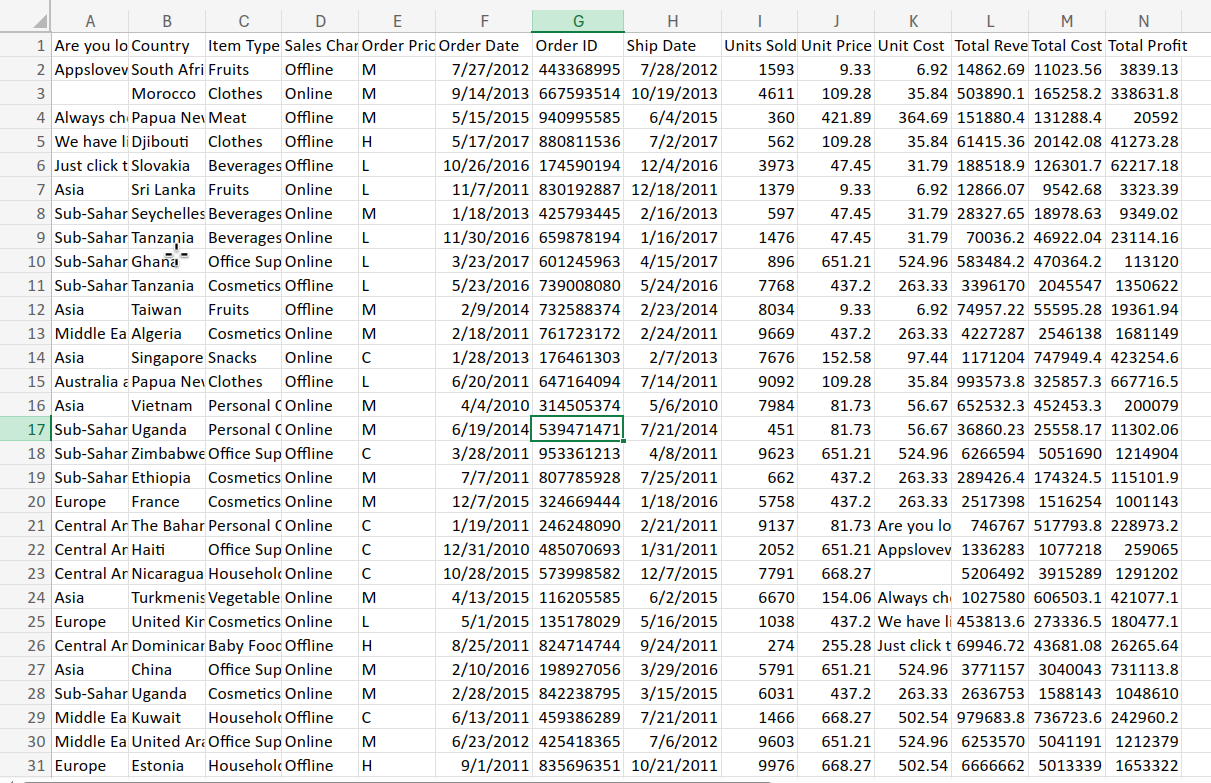 A B C D E F G H I J K L M N
1 Are you lo Country Item Type Sales Chan Order Pric Order Date Order ID Ship Date Units Sold Unit Price Unit Cost Total Reve Total Cost Total Profit
2 Appslovew South Afri Fruits Offline M 7/27/2012 443368995 7/28/2012 1593 9.33 6.92 14862.69 11023.56 3839.13
3 Morocco Clothes Online M 9/14/2013 667593514 10/19/2013 4611 109.28 35.84 503890.1 165258.2 338631.8
4 Always che Papua New Meat Offline M 5/15/2015 940995585 6/4/2015 360 421.89 364.69 151880.4 131288.4 20592
5 We have li Djibouti Clothes Offline H 5/17/2017 880811536 7/2/2017 562 109.28 35.84 61415.36 20142.08 41273.28
6 Just click t Slovakia Beverages Offline L 10/26/2016 174590194 12/4/2016 3973 47.45 31.79 188518.9 126301.7 62217.18
7 Asia Sri Lanka Fruits Online L 11/7/2011 830192887 12/18/2011 1379 9.33 6.92 12866.07 9542.68 3323.39
8 Sub-Sahar Seychelles Beverages Online M 1/18/2013 425793445 2/16/2013 597 47.45 31.79 28327.65 18978.63 9349.02
9 Sub-Sahar Tanzania Beverages Online L 11/30/2016 659878194 1/16/2017 1476 47.45 31.79 70036.2 46922.04 23114.16
10 Sub-Sahar Ghana Office Sup Online L 3/23/2017 601245963 4/15/2017 896 651.21 524.96 583484.2 470364.2 113120
11 Sub-Sahar Tanzania Cosmetics Offline L 5/23/2016 739008080 5/24/2016 7768 437.2 263.33 3396170 2045547 1350622
12 Asia Taiwan Fruits Offline M 2/9/2014 732588374 2/23/2014 8034 9.33 6.92 74957.22 55595.28 19361.94
13 Middle Ea Algeria Cosmetics Online M 2/18/2011 761723172 2/24/2011 9669 437.2 263.33 4227287 2546138 1681149
14 Asia Singapore Snacks Online C 1/28/2013 176461303 2/7/2013 7676 152.58 97.44 1171204 747949.4 423254.6
15 Australia a Papua New Clothes Offline L 6/20/2011 647164094 7/14/2011 9092 109.28 35.84 993573.8 325857.3 667716.5
16 Asia Vietnam Personal C Online M 4/4/2010 314505374 5/6/2010 7984 81.73 56.67 652532.3 452453.3 200079
17 Sub-Sahar Uganda Personal C Online M 6/19/2014 539471471 7/21/2014 451 81.73 56.67 36860.23 25558.17 11302.06
18 Sub-Sahar Zimbabwe Office Sup Offline C 3/28/2011 953361213 4/8/2011 9623 651.21 524.96 6266594 5051690 1214904
19 Sub-Sahar Ethiopia Cosmetics Online M 7/7/2011 807785928 7/25/2011 662 437.2 263.33 289426.4 174324.5 115101.9
20 Europe France Cosmetics Online M 12/7/2015 324669444 1/18/2016 5758 437.2 263.33 2517398 1516254 1001143
21 Central An The Bahar Personal C Online C 1/19/2011 246248090 2/21/2011 9137 81.73 Are you lo 746767 517793.8 228973.2
22 Central An Haiti Office Sup Online C 12/31/2010 485070693 1/31/2011 2052 651.21 Appslovew 1336283 1077218 259065
23 Central An Nicaragua Household Online C 10/28/2015 573998582 12/7/2015 7791 668.27 5206492 3915289 1291202
24 Asia Turkmenis Vegetable Online M 4/13/2015 116205585 6/2/2015 6670 154.06 Always che 1027580 606503.1 421077.1
25 Europe United Kin Cosmetics Online L 5/1/2015 135178029 5/16/2015 1038 437.2 We have li 453813.6 273336.5 180477.1
26 Central An Dominican Baby Food Offline H 8/25/2011 824714744 9/24/2011 274 255.28 Just click t 69946.72 43681.08 26265.64
27 Asia China Office Sup Online M 2/10/2016 198927056 3/29/2016 5791 651.21 524.96 3771157 3040043 731113.8
28 Sub-Sahar Uganda Cosmetics Online M 2/28/2015 842238795 3/15/2015 6031 437.2 263.33 2636753 1588143 1048610
29 Middle Ea Kuwait Household Offline C 6/13/2011 459386289 7/21/2011 1466 668.27 502.54 979683.8 736723.6 242960.2
30 Middle Ea United Ara Office Sup Online M 6/23/2012 425418365 7/6/2012 9603 651.21 524.96 6253570 5041191 1212379
31 Europe Estonia Household Offline H 9/1/2011 835696351 10/21/2011 9976 668.27 502.54 6666662 5013339 1653322